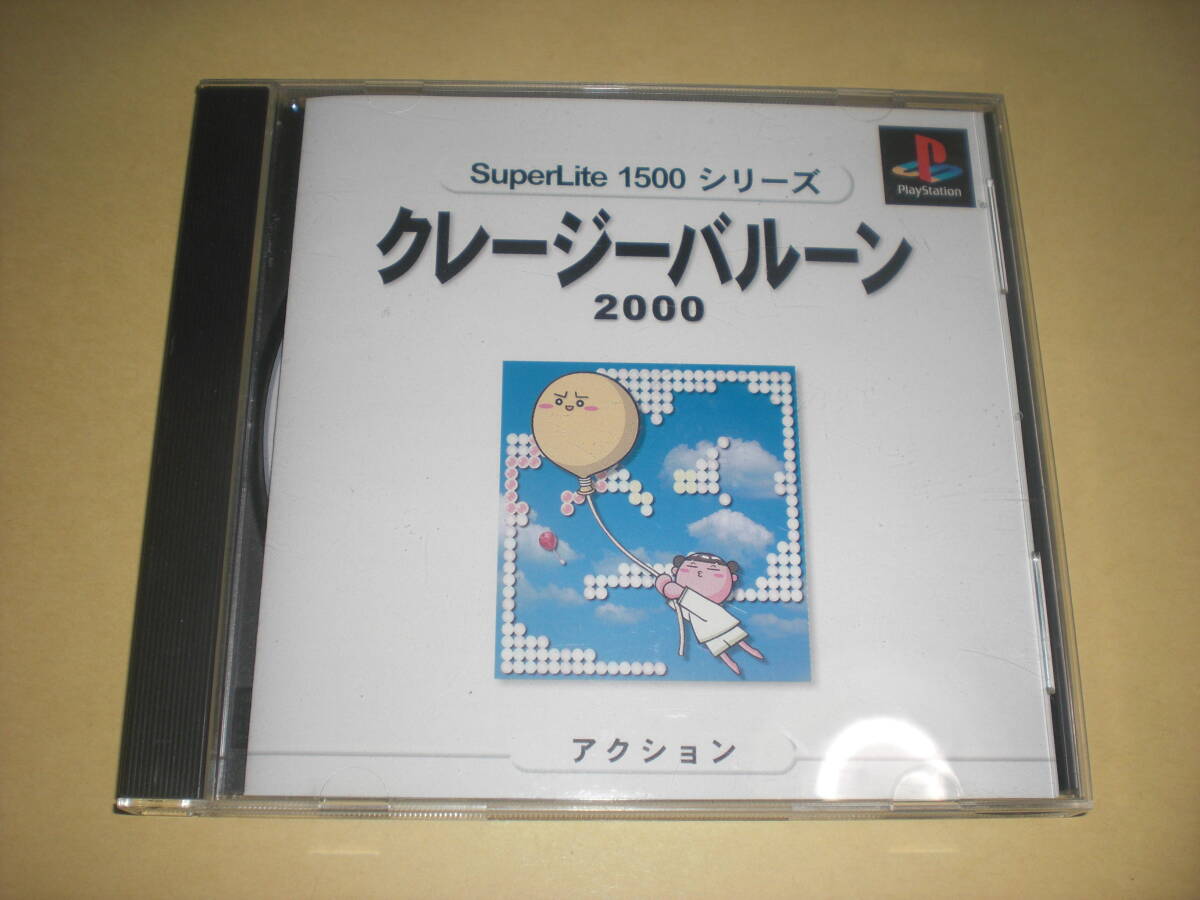 PlayStation
SuperLite 1500 シリーズ
クレージーバルーン
2000
アクション